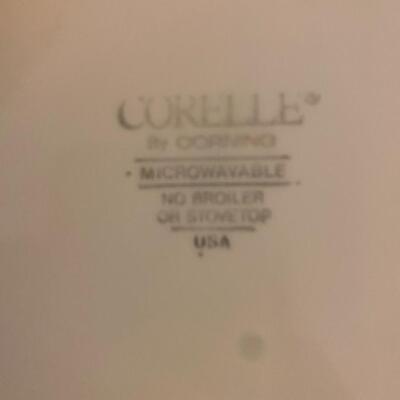 CORELLE®
By CORNING
MICROWAVABLE
NO BROILER
OR STOVETOP
USA